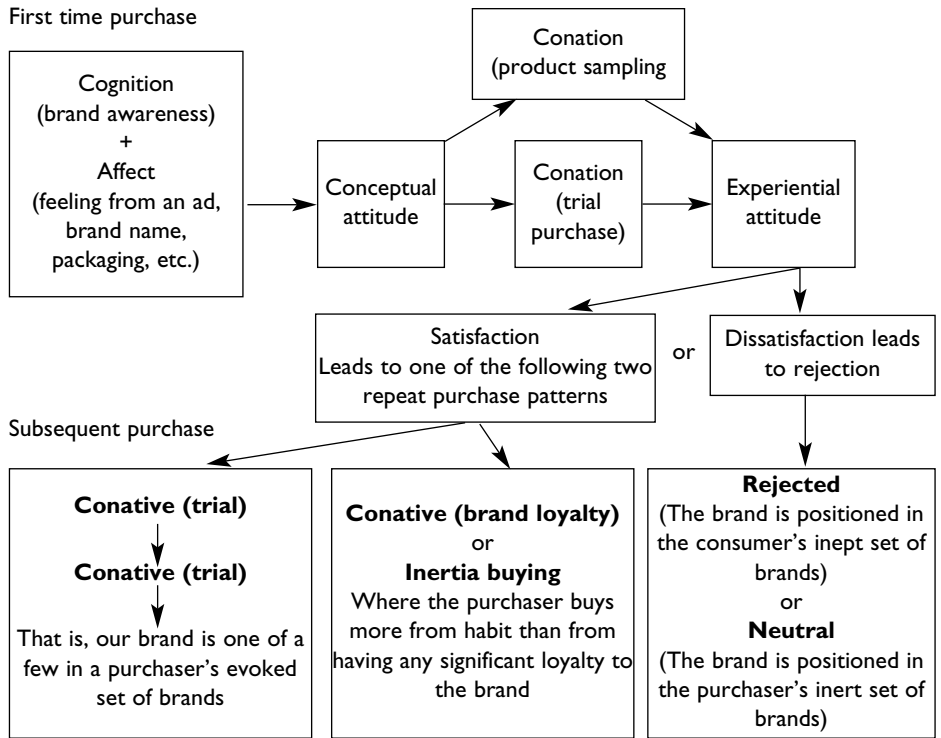 First time purchase
Cognition
(brand awareness)
+
Affect
(feeling from an ad,
brand name,
packaging, etc.)
Conceptual
attitude
Conation
(product sampling
Conation
(trial
purchase)
Experiential
attitude
Satisfaction
Leads to one of the following two
repeat purchase patterns
or
Dissatisfaction leads
to rejection
Subsequent purchase
Conative (trial)
Conative (trial)
That is, our brand is one of a
few in a purchaser's evoked
set of brands
Conative (brand loyalty)
or
Inertia buying
Where the purchaser buys
more from habit than from
having any significant loyalty to
the brand
Rejected
(The brand is positioned in
the consumer's inept set of
brands)
or
Neutral
(The brand is positioned in
the purchaser's inert set of
brands)